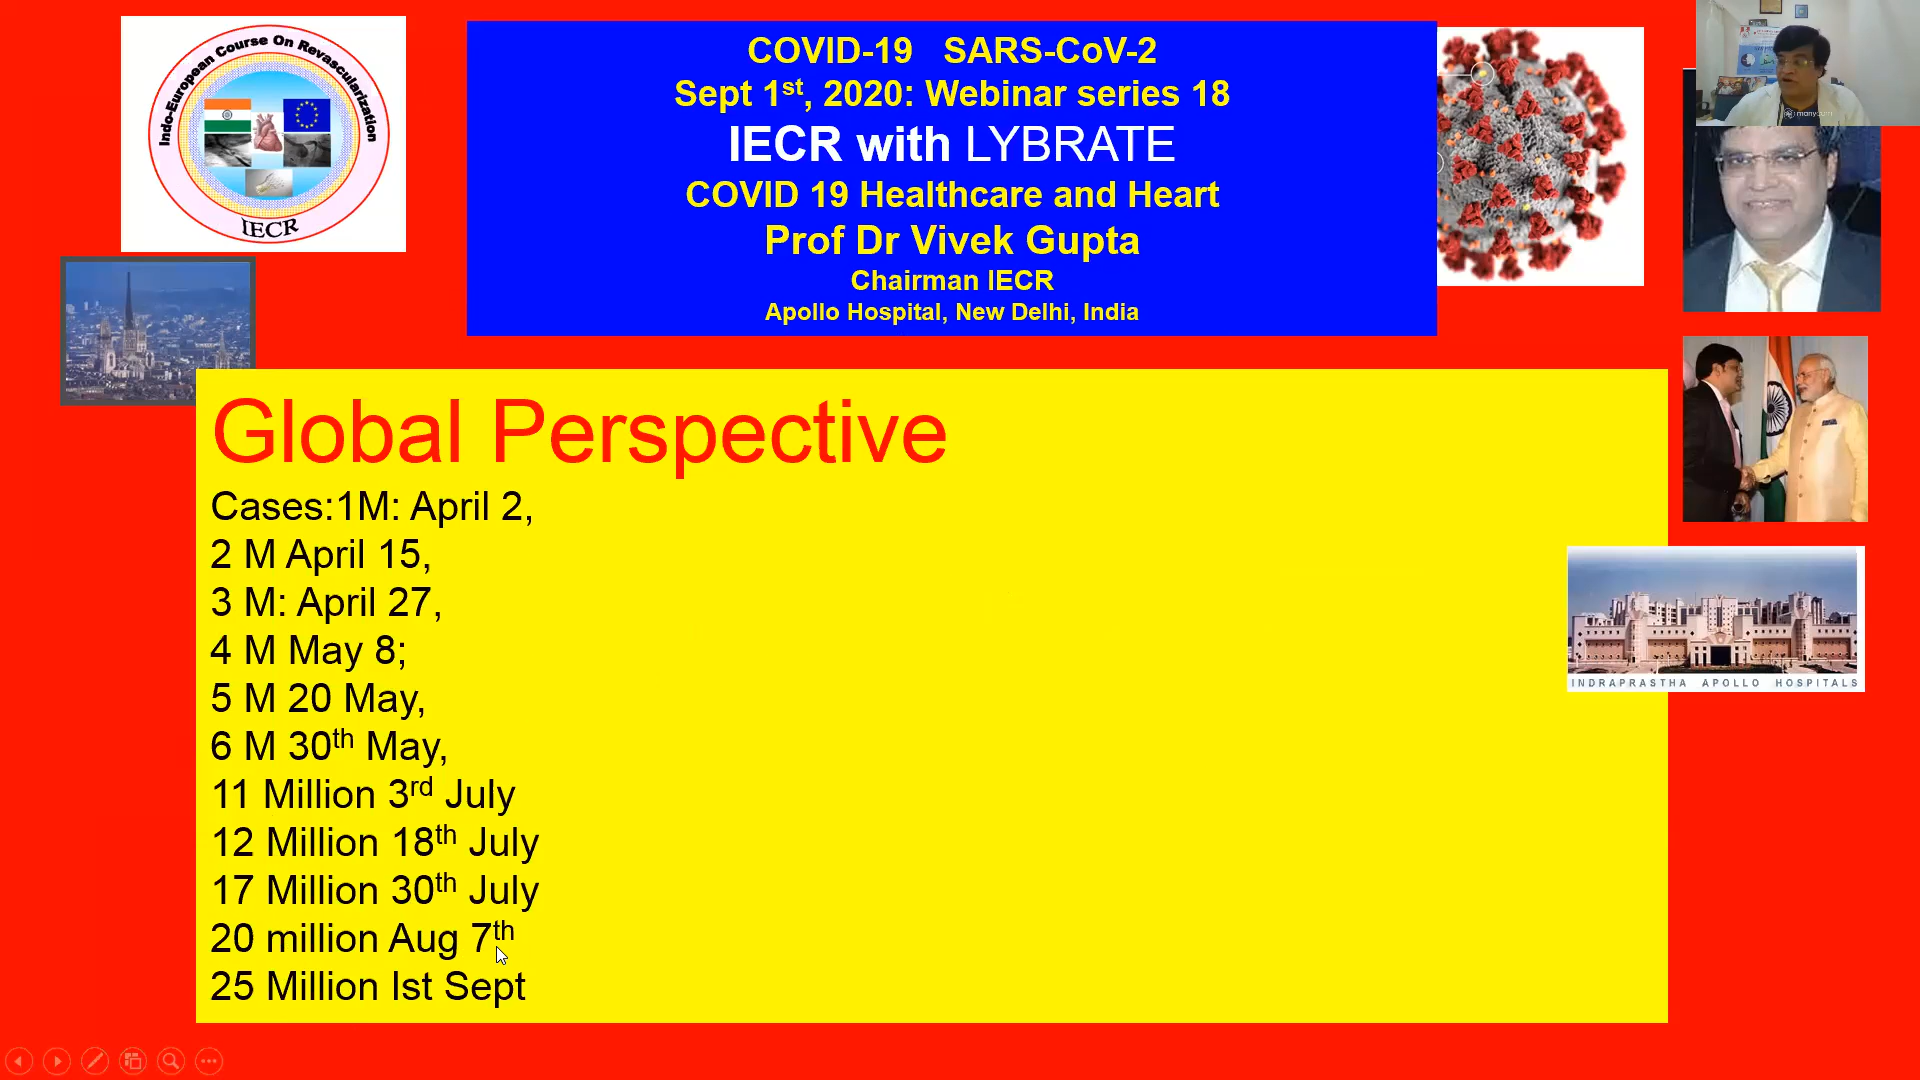 Indo-European Course On Revascularization
IECR
COVID-19 SARS-CoV-2
Sept 1st, 2020: Webinar series 18
IECR with LYBRATE
COVID 19 Healthcare and Heart
Prof Dr Vivek Gupta
Chairman IECR
Apollo Hospital, New Delhi, India
Global Perspective
Cases:1M: April 2,
2 M April 15,
3 M: April 27,
4 M May 8;
5 M 20 May,
6 M 30th May,
11 Million 3rd July
12 Million 18th July
17 Million 30th July
20 million Aug 7th
25 Million Ist Sept
INDRAPRASTHA APOLLO HOSPITALS